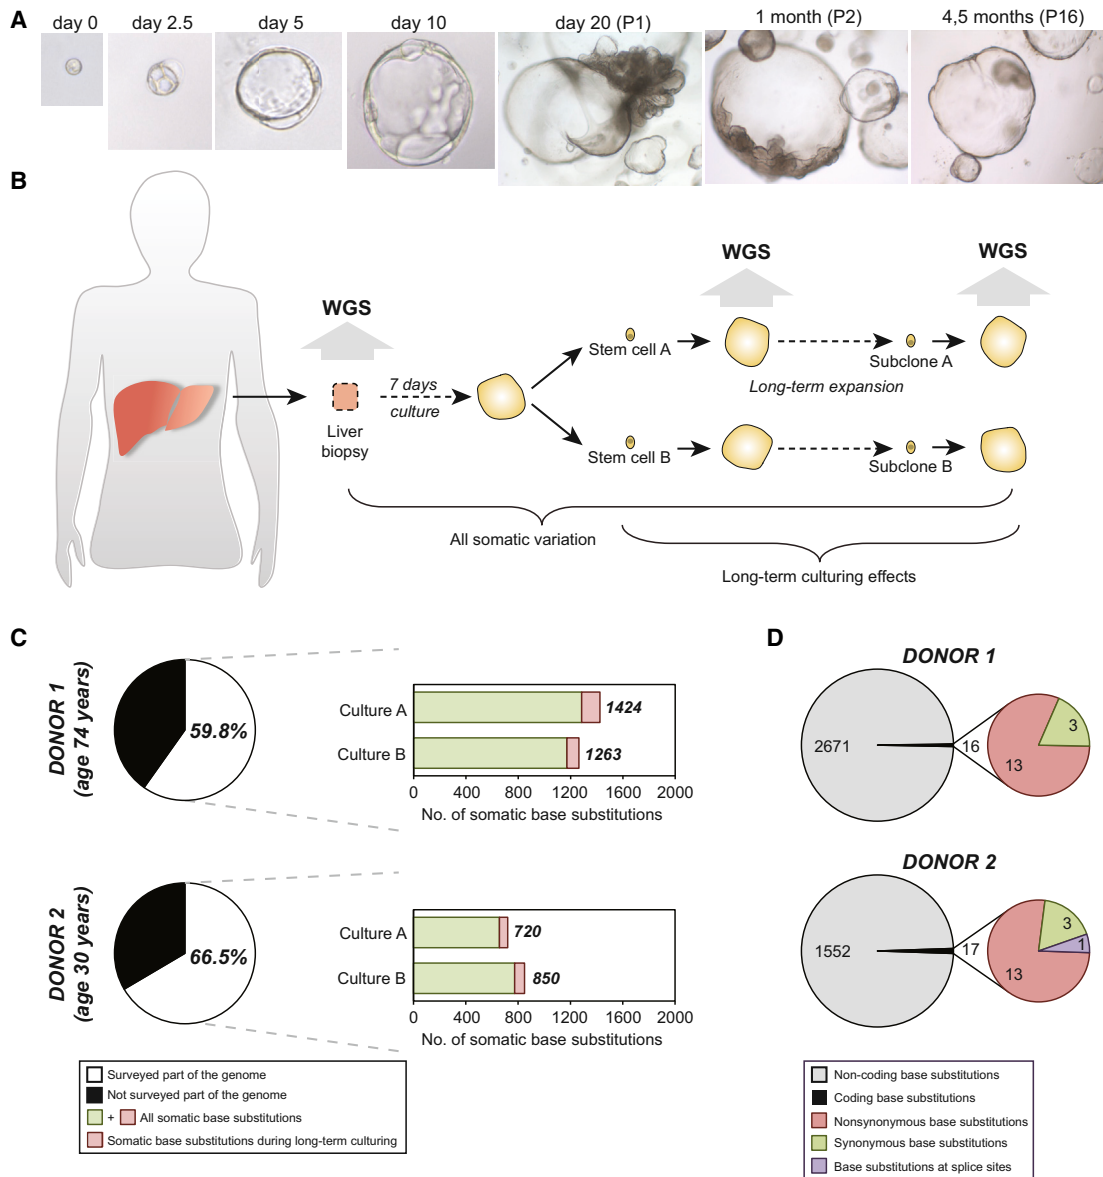 A
day 0
day 2.5
day 5
day 10
day 20 (P1)
1 month (P2)
4,5 months (P16)
B
WGS
WGS
WGS
Liver
biopsy
7 days
culture
Stem cell A
Subclone A
Long-term expansion
Stem cell B
Subclone B
All somatic variation
Long-term culturing effects
C
DONOR 1
(age 74 years)
59.8%
Culture A
1424
Culture B
1263
0 400 800 1200 1600 2000
No. of somatic base substitutions
DONOR 2
(age 30 years)
66.5%
Culture A
720
Culture B
850
0 400 800 1200 1600 2000
No. of somatic base substitutions
Surveyed part of the genome
Not surveyed part of the genome
+ All somatic base substitutions
Somatic base substitutions during long-term culturing
D
DONOR 1
2671
16
3
13
DONOR 2
1552
17
3
1
13
Non-coding base substitutions
Coding base substitutions
Nonsynonymous base substitutions
Synonymous base substitutions
Base substitutions at splice sites